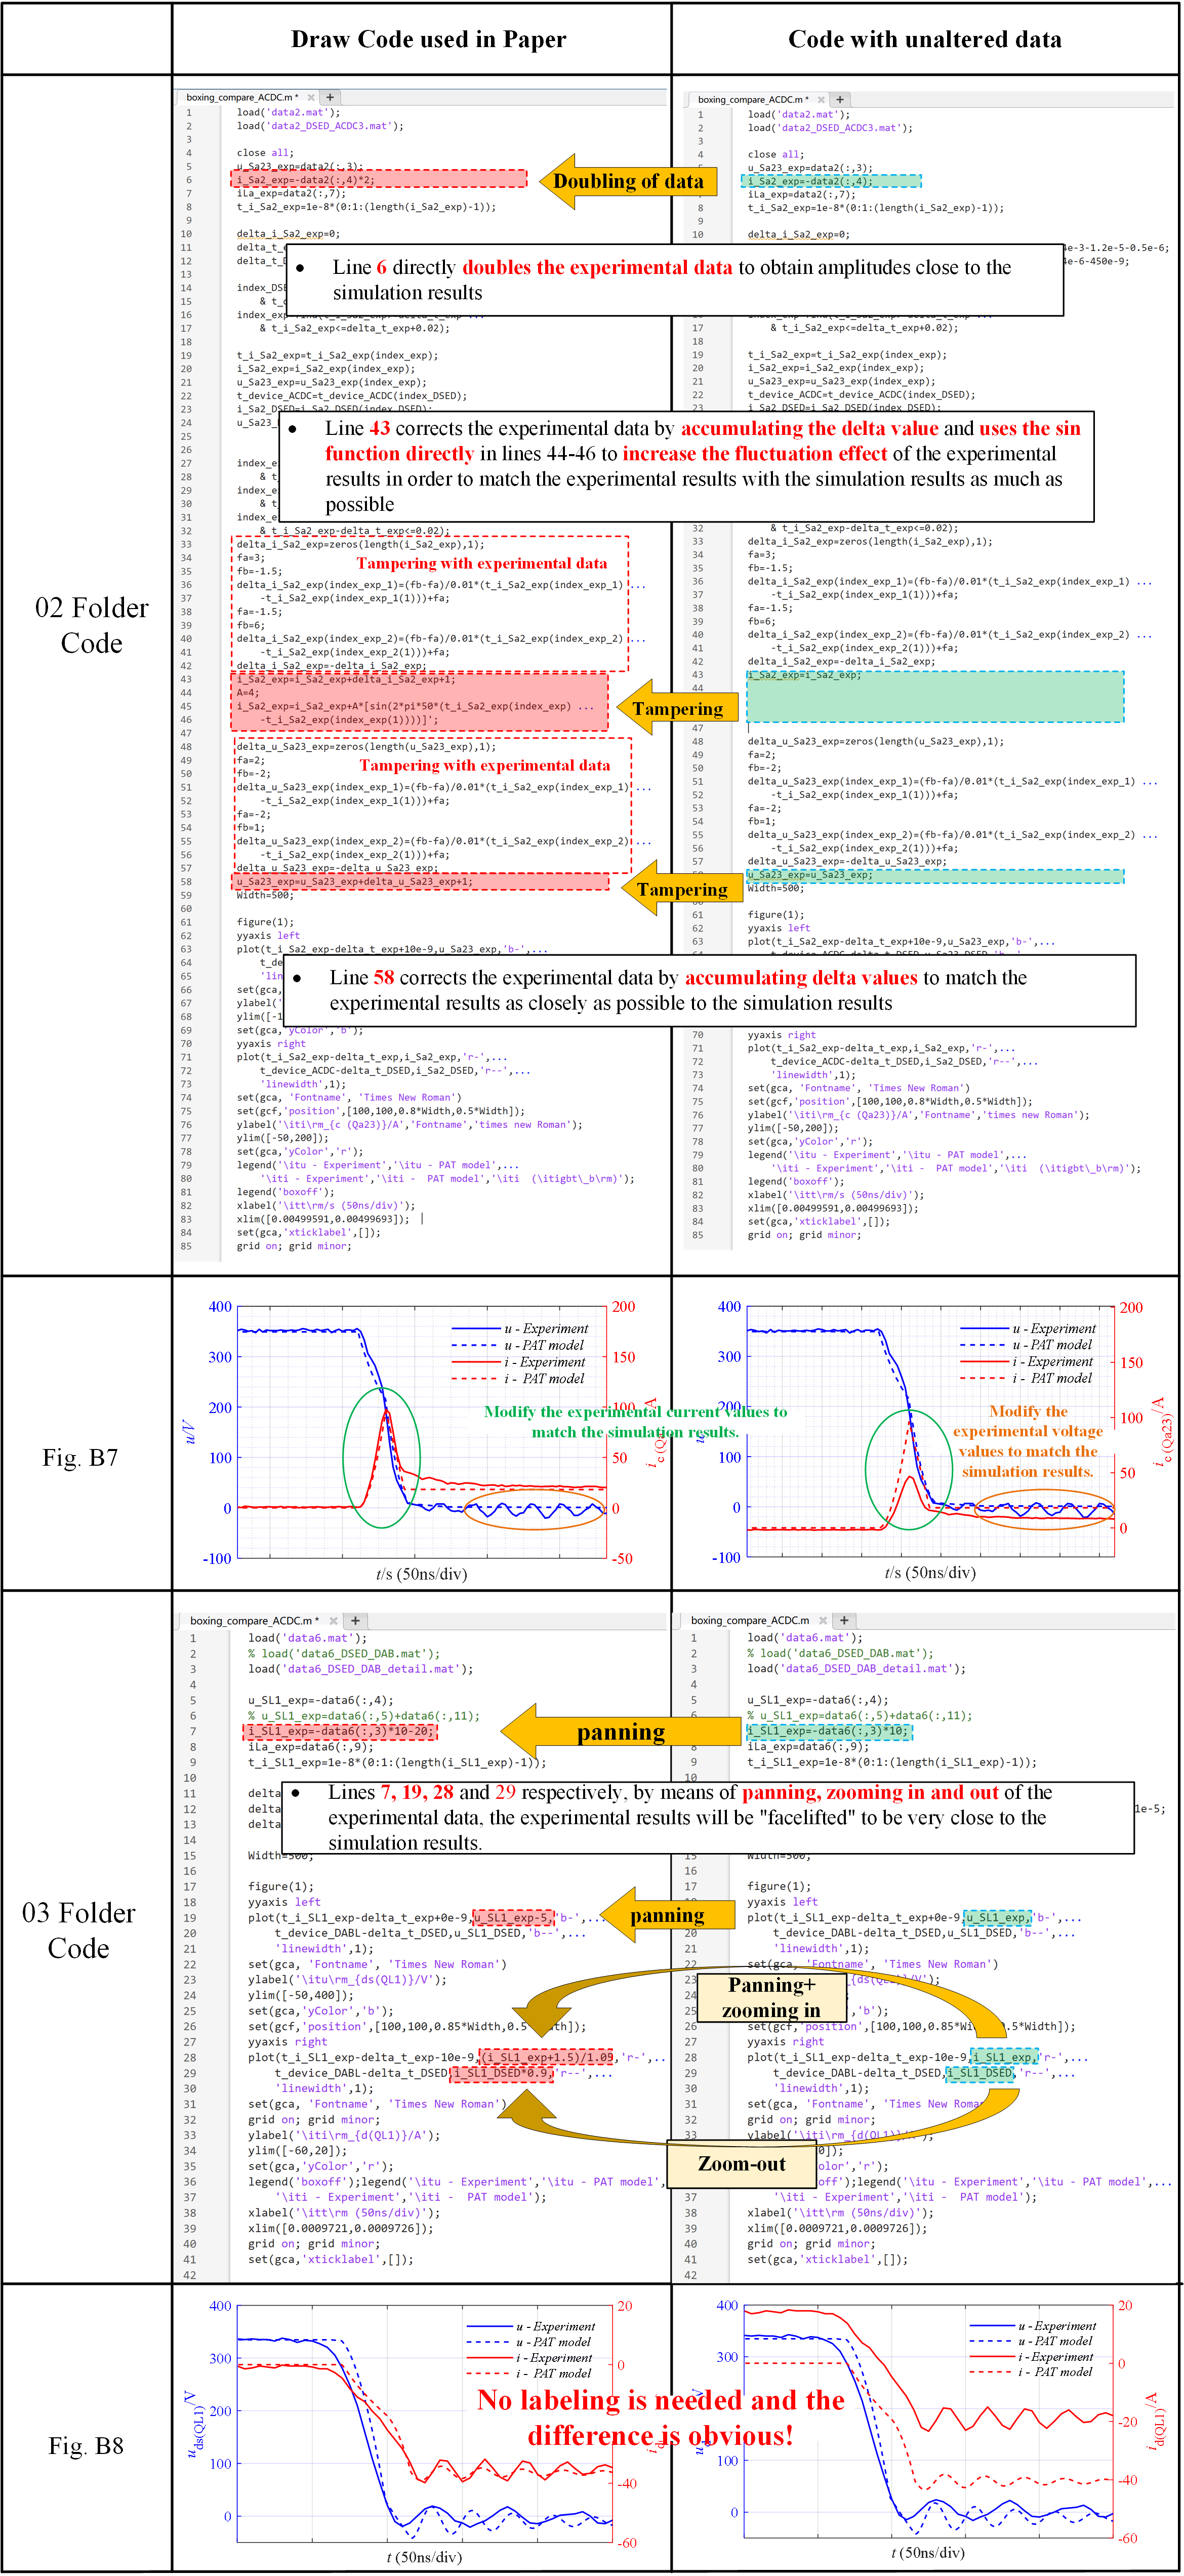 Draw Code used in Paper
Code with unaltered data
02 Folder
Code
boxing_compare_ACDC.m *
1 load('data2.mat');
2 load('data2_DSED_ACDC3.mat');
3
4 close all;
5 u_Sa23_exp=data2(:,3);
6 i_Sa2_exp=-data2(:,4)*2;
7 iLa_exp=data2(:,7);
8 t_i_Sa2_exp=1e-8*(0:1:(length(i_Sa2_exp)-1));
9
10 delta_i_Sa2_exp=0;
11 delta_t_e
12 delta_t_D
14 index_DSE
15 & t_d
16
17 & t_i_Sa2_exp<=delta_t_exp+0.02);
18
19 t_i_Sa2_exp=t_i_Sa2_exp(index_exp);
20 i_Sa2_exp=i_Sa2_exp(index_exp);
21 u_Sa23_exp=u_Sa23_exp(index_exp);
22 t_device_ACDC=t_device_ACDC(index_DSED);
23 i_Sa2_DSED=i_Sa2_DSED(index_DSED);
24 u_Sa23_
25
26
27 index_e
28 & t
29 index_e
30 & t
31 index_e
32 & t_i_Sa2_exp-delta_t_exp<=0.02);
33 delta_i_Sa2_exp=zeros(length(i_Sa2_exp),1);
34 fa=3;
35 fb=-1.5;
36 delta_i_Sa2_exp(index_exp_1)=(fb-fa)/0.01*(t_i_Sa2_exp(index_exp_1) ...
37 -t_i_Sa2_exp(index_exp_1(1)))+fa;
38 fa=-1.5;
39 fb=6;
40 delta_i_Sa2_exp(index_exp_2)=(fb-fa)/0.01*(t_i_Sa2_exp(index_exp_2) ...
41 -t_i_Sa2_exp(index_exp_2(1)))+fa;
42 delta_i_Sa2_exp=-delta_i_Sa2_exp;
43 i_Sa2_exp=i_Sa2_exp+delta_i_Sa2_exp+1;
44 A=4;
45 i_Sa2_exp=i_Sa2_exp+A*[sin(2*pi*50*(t_i_Sa2_exp(index_exp) ...
46 -t_i_Sa2_exp(index_exp(1))))]';
47
48 delta_u_Sa23_exp=zeros(length(u_Sa23_exp),1);
49 fa=2;
50 fb=-2;
51 delta_u_Sa23_exp(index_exp_1)=(fb-fa)/0.01*(t_i_Sa2_exp(index_exp_1) ...
52 -t_i_Sa2_exp(index_exp_1(1)))+fa;
53 fa=-2;
54 fb=1;
55 delta_u_Sa23_exp(index_exp_2)=(fb-fa)/0.01*(t_i_Sa2_exp(index_exp_2) ...
56 -t_i_Sa2_exp(index_exp_2(1)))+fa;
57 delta_u_Sa23_exp=-delta_u_Sa23_exp;
58 u_Sa23_exp=u_Sa23_exp+delta_u_Sa23_exp+1;
59 Width=500;
60
61 figure(1);
62 yyaxis left
63 plot(t_i_Sa2_exp-delta_t_exp+10e-9,u_Sa23_exp,'b-',...
64 t_de
65 'lin
66 set(gca,
67 ylabel('
68 ylim([-1
69 set(gca,'yColor','b');
70 yyaxis right
71 plot(t_i_Sa2_exp-delta_t_exp,i_Sa2_exp,'r-',...
72 t_device_ACDC-delta_t_DSED,i_Sa2_DSED,'r--',...
73 'linewidth',1);
74 set(gca, 'Fontname', 'Times New Roman')
75 set(gcf,'position',[100,100,0.8*Width,0.5*Width]);
76 ylabel('\iti\rm_{c (Qa23)}/A','Fontname','times new Roman');
77 ylim([-50,200]);
78 set(gca,'yColor','r');
79 legend('\itu - Experiment','\itu - PAT model',...
80 '\iti - Experiment','\iti - PAT model','\iti (\itigbt\_b\rm)');
81 legend('boxoff');
82 xlabel('\itt\rm/s (50ns/div)');
83 xlim([0.00499591,0.00499693]);
84 set(gca,'xticklabel',[]);
85 grid on; grid minor;
Doubling of data
Line 6 directly doubles the experimental data to obtain amplitudes close to the
simulation results
Line 43 corrects the experimental data by accumulating the delta value and uses the sin
function directly in lines 44-46 to increase the fluctuation effect of the experimental
results in order to match the experimental results with the simulation results as much as
possible
Tampering with experimental data
Tampering
Tampering with experimental data
Tampering
Line 58 corrects the experimental data by accumulating delta values to match the
experimental results as closely as possible to the simulation results
boxing_compare_ACDC.m *
1 load('data2.mat');
2 load('data2_DSED_ACDC3.mat');
3
4 close all;
u_Sa23_exp=data2(:,3);
i_Sa2_exp=-data2(:,4);
iLa_exp=data2(:,7);
8 t_i_Sa2_exp=1e-8*(0:1:(length(i_Sa2_exp)-1));
9
10 delta_i_Sa2_exp=0;
4e-3-1.2e-5-0.5e-6;
4e-6-450e-9;
17 & t_i_Sa2_exp<=delta_t_exp+0.02);
18
19 t_i_Sa2_exp=t_i_Sa2_exp(index_exp);
20 i_Sa2_exp=i_Sa2_exp(index_exp);
21 u_Sa23_exp=u_Sa23_exp(index_exp);
22 t_device_ACDC=t_device_ACDC(index_DSED);
23 i_Sa2_DSED=i_Sa2_DSED(index_DSED);
32 & t_i_Sa2_exp-delta_t_exp<=0.02);
33 delta_i_Sa2_exp=zeros(length(i_Sa2_exp),1);
34 fa=3;
35 fb=-1.5;
36 delta_i_Sa2_exp(index_exp_1)=(fb-fa)/0.01*(t_i_Sa2_exp(index_exp_1) ...
37 -t_i_Sa2_exp(index_exp_1(1)))+fa;
38 fa=-1.5;
39 fb=6;
40 delta_i_Sa2_exp(index_exp_2)=(fb-fa)/0.01*(t_i_Sa2_exp(index_exp_2) ...
41 -t_i_Sa2_exp(index_exp_2(1)))+fa;
42 delta_i_Sa2_exp=-delta_i_Sa2_exp;
43 i_Sa2_exp=i_Sa2_exp;
44
47
48 delta_u_Sa23_exp=zeros(length(u_Sa23_exp),1);
49 fa=2;
50 fb=-2;
51 delta_u_Sa23_exp(index_exp_1)=(fb-fa)/0.01*(t_i_Sa2_exp(index_exp_1) ...
52 -t_i_Sa2_exp(index_exp_1(1)))+fa;
53 fa=-2;
54 fb=1;
55 delta_u_Sa23_exp(index_exp_2)=(fb-fa)/0.01*(t_i_Sa2_exp(index_exp_2) ...
56 -t_i_Sa2_exp(index_exp_2(1)))+fa;
57 delta_u_Sa23_exp=-delta_u_Sa23_exp;
u_Sa23_exp=u_Sa23_exp;
Width=500;
61 figure(1);
62 yyaxis left
63 plot(t_i_Sa2_exp-delta_t_exp+10e-9,u_Sa23_exp,'b-',...
70 yyaxis right
71 plot(t_i_Sa2_exp-delta_t_exp,i_Sa2_exp,'r-',...
72 t_device_ACDC-delta_t_DSED,i_Sa2_DSED,'r--',...
73 'linewidth',1);
74 set(gca, 'Fontname', 'Times New Roman')
75 set(gcf,'position',[100,100,0.8*Width,0.5*Width]);
76 ylabel('\iti\rm_{c (Qa23)}/A','Fontname','times new Roman');
77 ylim([-50,200]);
78 set(gca,'yColor','r');
79 legend('\itu - Experiment','\itu - PAT model',...
80 '\iti - Experiment','\iti - PAT model','\iti (\itigbt\_b\rm)');
81 legend('boxoff');
82 xlabel('\itt\rm/s (50ns/div)');
83 xlim([0.00499591,0.00499693]);
84 set(gca,'xticklabel',[]);
85 grid on; grid minor;
Fig. B7
400
300
200
100
0
-100
u/V
200
150
100
50
0
-50
u - Experiment
u - PAT model
i - Experiment
i - PAT model
t/s (50ns/div)
Modify the experimental current values to
match the simulation results.
400
300
200
100
0
-100
200
150
100
50
0
i c (Qa23)/A
u - Experiment
u - PAT model
i - Experiment
i - PAT model
t/s (50ns/div)
Modify the
experimental voltage
values to match the
simulation results.
03 Folder
Code
boxing_compare_ACDC.m *
1 load('data6.mat');
2 % load('data6_DSED_DAB.mat');
3 load('data6_DSED_DAB_detail.mat');
4
5 u_SL1_exp=-data6(:,4);
6 % u_SL1_exp=data6(:,5)+data6(:,11);
7 i_SL1_exp=-data6(:,3)*10-20;
8 iLa_exp=data6(:,9);
9 t_i_SL1_exp=1e-8*(0:1:(length(i_SL1_exp)-1));
10
11 delta
12 delta
13 delta
14
15 Width=500;
16
17 figure(1);
18 yyaxis left
19 plot(t_i_SL1_exp-delta_t_exp+0e-9,u_SL1_exp-5,'b-',...
20 t_device_DABL-delta_t_DSED,u_SL1_DSED,'b--',...
21 'linewidth',1);
22 set(gca, 'Fontname', 'Times New Roman')
23 ylabel('\itu\rm_{ds(QL1)}/V');
24 ylim([-50,400]);
25 set(gca,'yColor','b');
26 set(gcf,'position',[100,100,0.85*Width,0.5*Width]);
27 yyaxis right
28 plot(t_i_SL1_exp-delta_t_exp-10e-9,(i_SL1_exp+1.5)/1.09,'r-',...
29 t_device_DABL-delta_t_DSED,i_SL1_DSED*0.9,'r--',...
30 'linewidth',1);
31 set(gca, 'Fontname', 'Times New Roman')
32 grid on; grid minor;
33 ylabel('\iti\rm_{d(QL1)}/A');
34 ylim([-60,20]);
35 set(gca,'yColor','r');
36 legend('boxoff');legend('\itu - Experiment','\itu - PAT model',
37 '\iti - Experiment','\iti - PAT model');
38 xlabel('\itt\rm (50ns/div)');
39 xlim([0.0009721,0.0009726]);
40 grid on; grid minor;
41 set(gca,'xticklabel',[]);
42
panning
Lines 7, 19, 28 and 29 respectively, by means of panning, zooming in and out of the
experimental data, the experimental results will be "facelifted" to be very close to the
simulation results.
panning
Panning+
zooming in
Zoom-out
boxing_compare_ACDC.m
1 load('data6.mat');
2 % load('data6_DSED_DAB.mat');
3 load('data6_DSED_DAB_detail.mat');
4
5 u_SL1_exp=-data6(:,4);
6 % u_SL1_exp=data6(:,5)+data6(:,11);
i_SL1_exp=-data6(:,3)*10;
8 iLa_exp=data6(:,9);
9 t_i_SL1_exp=1e-8*(0:1:(length(i_SL1_exp)-1));
10
1e-5;
15 Width=500;
16
17 figure(1);
18 yyaxis left
19 plot(t_i_SL1_exp-delta_t_exp+0e-9,u_SL1_exp,'b-',...
20 t_device_DABL-delta_t_DSED,u_SL1_DSED,'b--',...
21 'linewidth',1);
22 set(gca, 'Fontname', 'Times New Roman')
23
24
25 'b');
26 set(gcf,'position',[100,100,0.85*Wi 0.5*Width]);
27 yyaxis right
28 plot(t_i_SL1_exp-delta_t_exp-10e-9,i_SL1_exp,'r-',...
29 t_device_DABL-delta_t_DSED,i_SL1_DSED,'r--',...
30 'linewidth',1);
31 set(gca, 'Fontname', 'Times New Rom
32 grid on; grid minor;
33 ylabel('\iti\rm_{d(QL1)}/A');
0]);
olor','r');
off');legend('\itu - Experiment','\itu - PAT model',...
37 '\iti - Experiment','\iti - PAT model');
38 xlabel('\itt\rm (50ns/div)');
39 xlim([0.0009721,0.0009726]);
40 grid on; grid minor;
41 set(gca,'xticklabel',[]);
42
Fig. B8
400
300
200
100
0
u ds(QL1)/V
20
0
-40
-60
u - Experiment
u - PAT model
i - Experiment
i - PAT model
t (50ns/div)
No labeling is needed and the
difference is obvious!
400
300
100
0
20
0
-20
-40
-60
i d(QL1)/A
u - Experiment
u - PAT model
i - Experiment
i - PAT model
t (50ns/div)